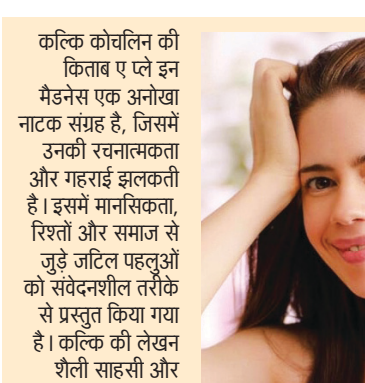 कल्कि कोचलिन की
किताब ए प्ले इन
मैडनेस एक अनोखा
नाटक संग्रह है, जिसमें
उनकी रचनात्मकता
और गहराई झलकती
है। इसमें मानसिकता,
रिश्तों और समाज से
जुड़े जटिल पहलुओं
को संवेदनशील तरीके
से प्रस्तुत किया गया
है। कल्कि की लेखन
शैली साहसी और